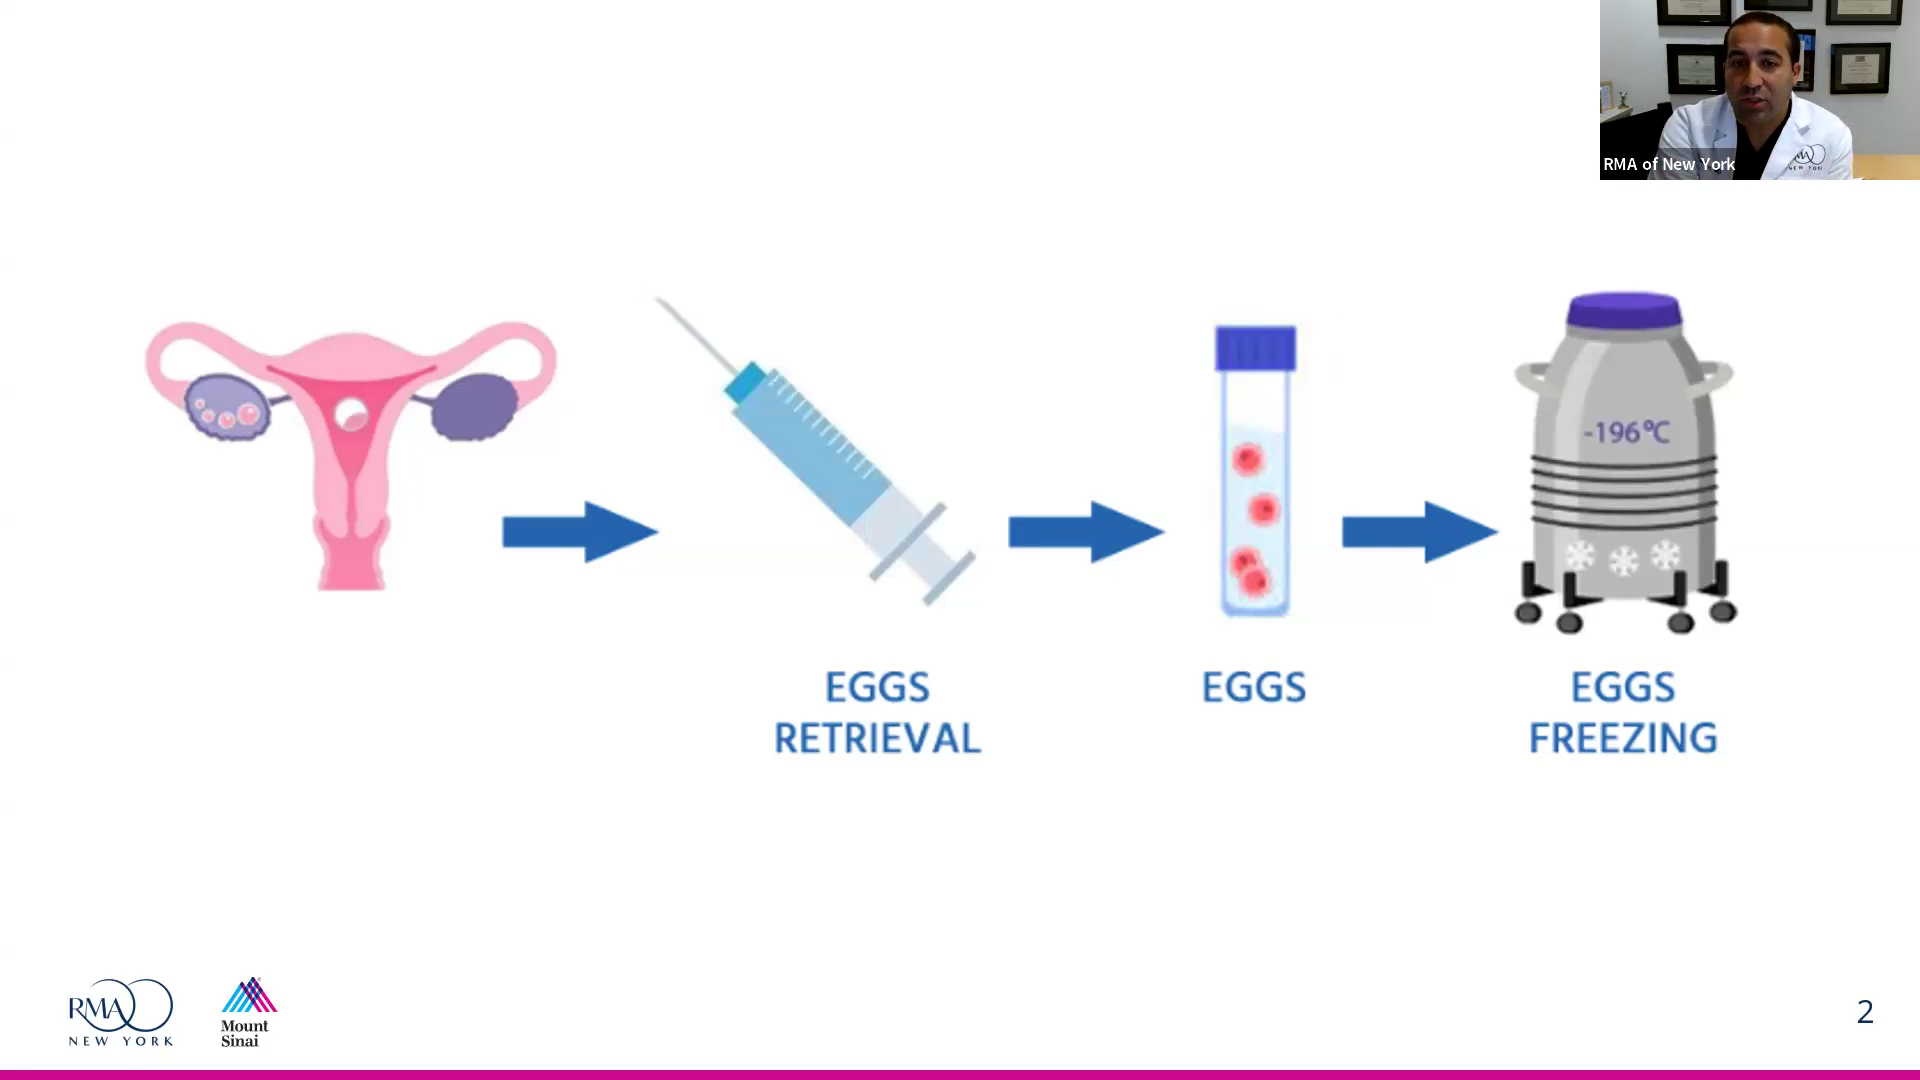 RMA of New York
-196°C
EGGS
RETRIEVAL
EGGS
EGGS
FREEZING
RMA
NEW YORK
Mount
Sinai
2